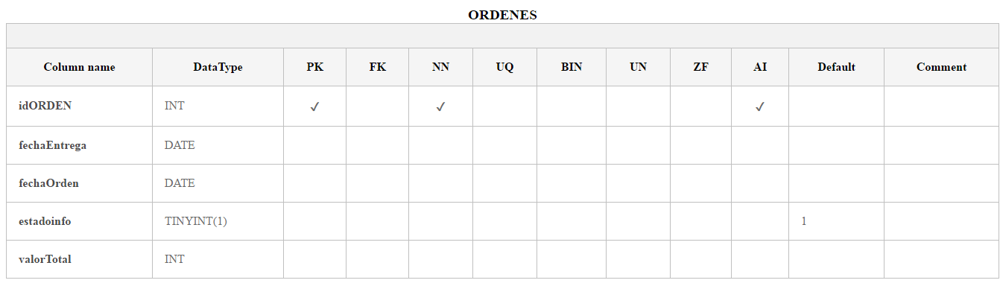 ORDENES
Column name DataType PK FK NN UQ BIN UN ZF AI Default Comment
idORDEN INT ✓ ✓ ✓
fechaEntrega DATE
fechaOrden DATE
estadoinfo TINYINT(1) 1
valorTotal INT